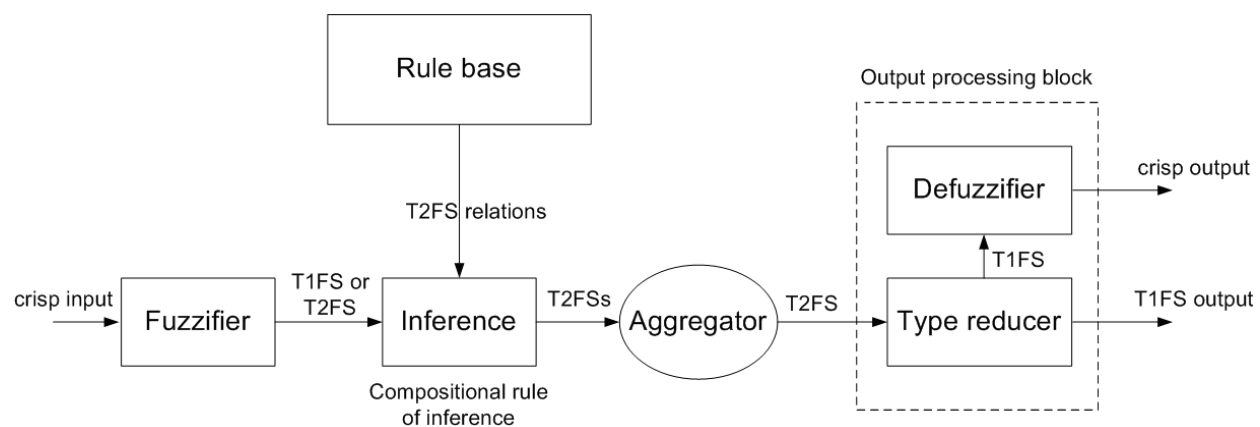 Rule base
Output processing block
Defuzzifier
crisp output
T2FS relations
T1FS
crisp input
Fuzzifier
T1FS or
T2FS
Inference
T2FSs
Aggregator
T2FS
Type reducer
T1FS output
Compositional rule
of inference